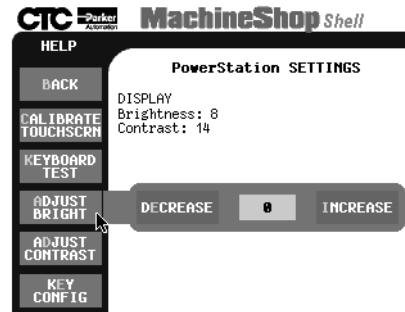 CTC Parker Automation MachineShop Shell
HELP
PowerStation SETTINGS
BACK
DISPLAY
Brightness: 8
Contrast: 14
CALIBRATE
TOUCHSCRN
KEYBOARD
TEST
ADJUST
BRIGHT
DECREASE 0 INCREASE
ADJUST
CONTRAST
KEY
CONFIG